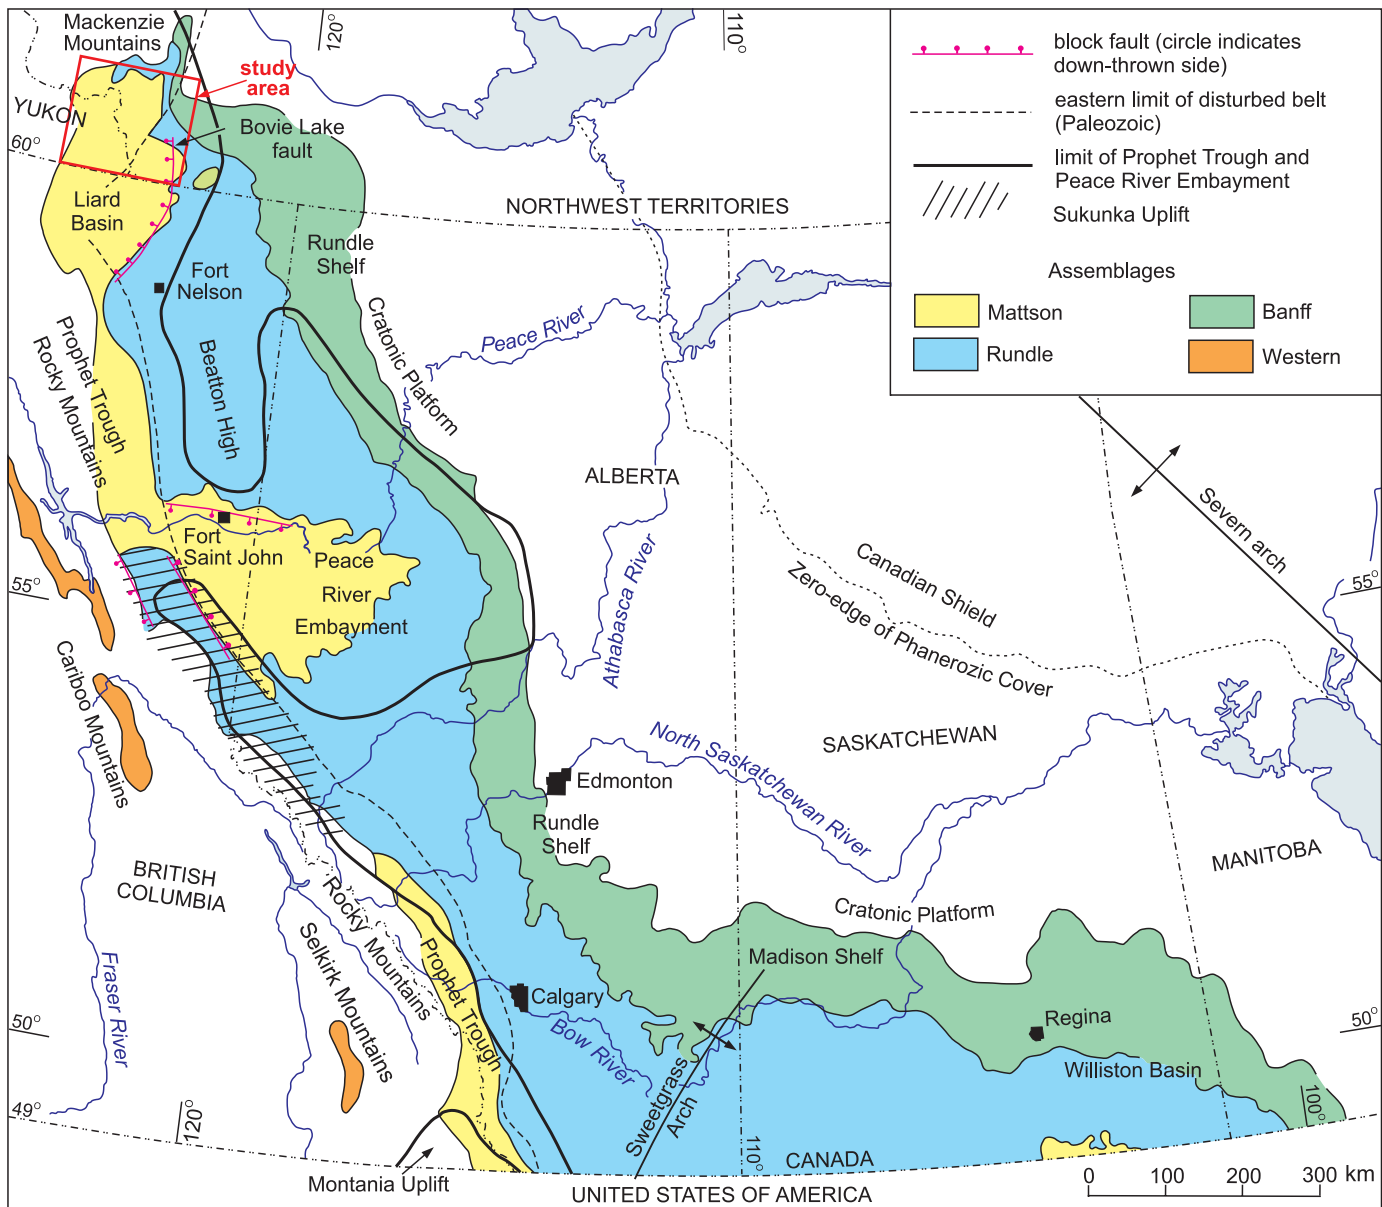 Mackenzie
Mountains
120°
110°
study
area
YUKON
60°
Bovie Lake
fault
Liard
Basin
NORTHWEST TERRITORIES
Rundle
Shelf
Fort
Nelson
Prophet Trough
Rocky Mountains
Beatton High
Cratonic Platform
Peace River
ALBERTA
Athabasca River
Fort
Saint John
Peace
River
Embayment
55°
Cariboo Mountains
Canadian Shield
Zero-edge of Phanerozic Cover
Severn arch
55°
North Saskatchewan River
SASKATCHEWAN
MANITOBA
Edmonton
Rundle
Shelf
BRITISH
COLUMBIA
Rocky Mountains
Selkirk Mountains
Fraser River
Prophet Trough
Calgary
Bow River
Cratonic Platform
Madison Shelf
Regina
Williston Basin
Sweetgrass
Arch
50°
50°
49°
120°
110°
100°
Montania Uplift
CANADA
UNITED STATES OF AMERICA
0 100 200 300 km
block fault (circle indicates
down-thrown side)
eastern limit of disturbed belt
(Paleozoic)
limit of Prophet Trough and
Peace River Embayment
Sukunka Uplift
Assemblages
Mattson
Banff
Rundle
Western